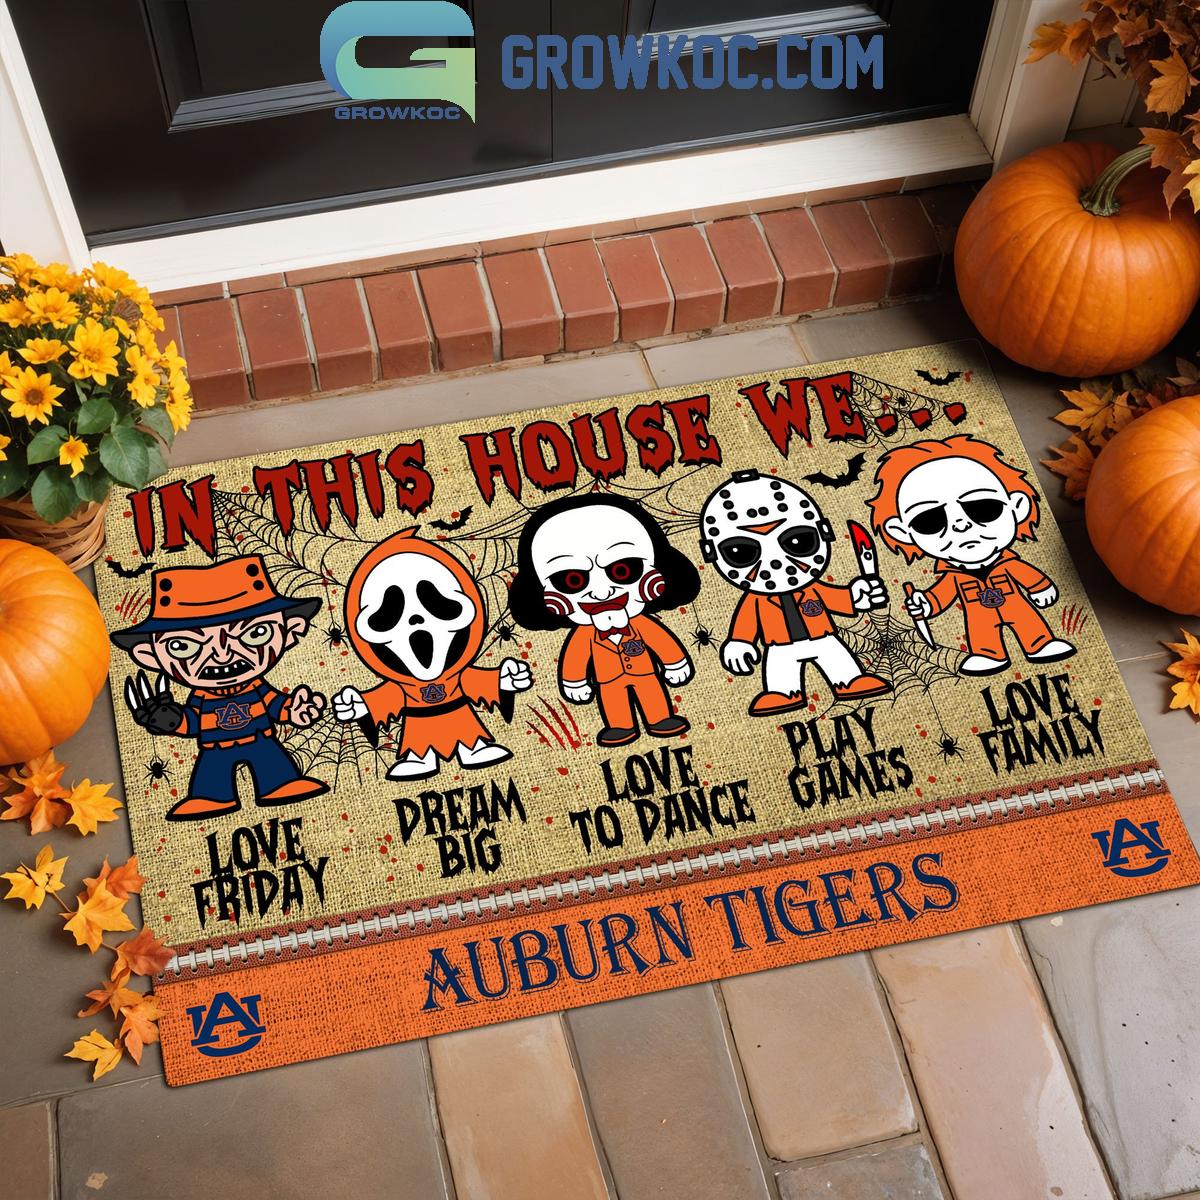 GROWKOC.COM
GROWKOC
IN THIS HOUSE WE...
LOVE
FRIDAY
DREAM
BIG
LOVE
TO DANCE
PLAY
GAMES
LOVE
FAMILY
AUBURN TIGERS
AU
AU